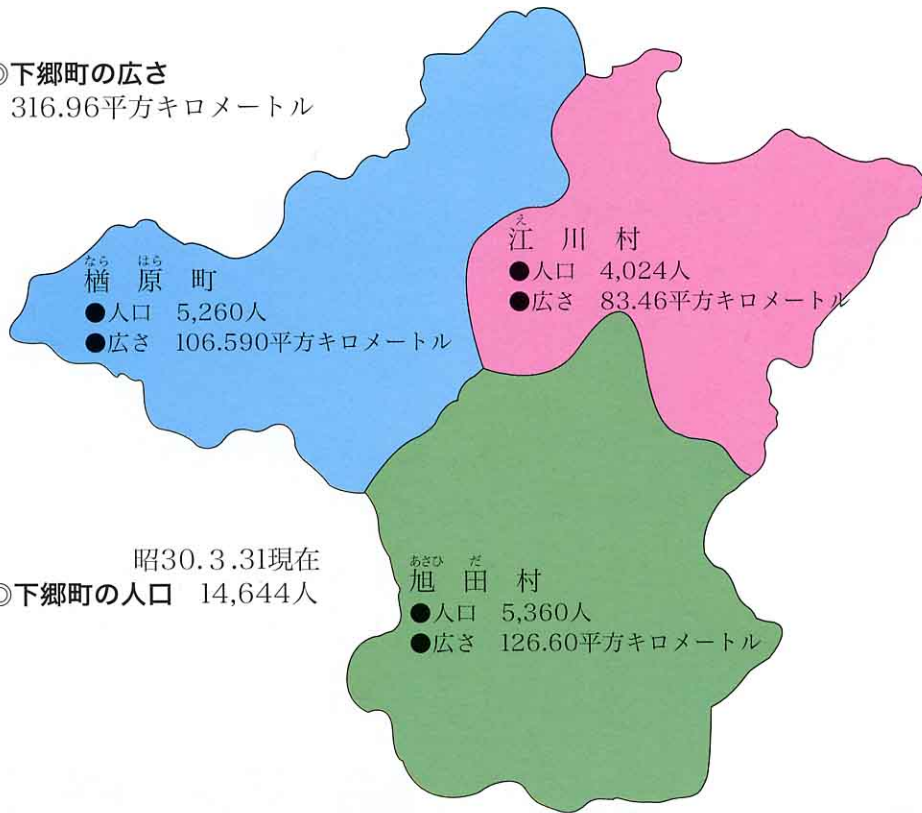 ◎下郷町の広さ
316.96平方キロメートル
え
江川村
●人口 4,024人
●広さ 83.46平方キロメートル
なら はら
楢原町
●人口 5,260人
●広さ 106.590平方キロメートル
昭30.3.31現在
◎下郷町の人口 14,644人
あさひ だ
旭田村
●人口 5,360人
●広さ 126.60平方キロメートル